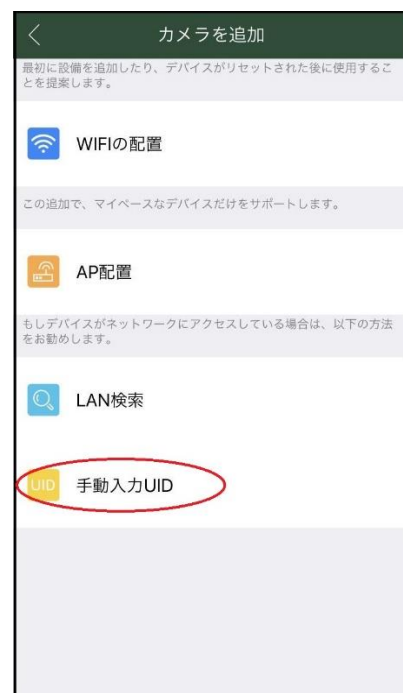 カメラを追加
最初に設備を追加したり、デバイスがリセットされた後に使用するこ
とを提案します。
WIFIの配置
この追加で、マイペースなデバイスだけをサポートします。
AP配置
もしデバイスがネットワークにアクセスしている場合は、以下の方法
をお勧めします。
LAN検索
UID 手動入力UID